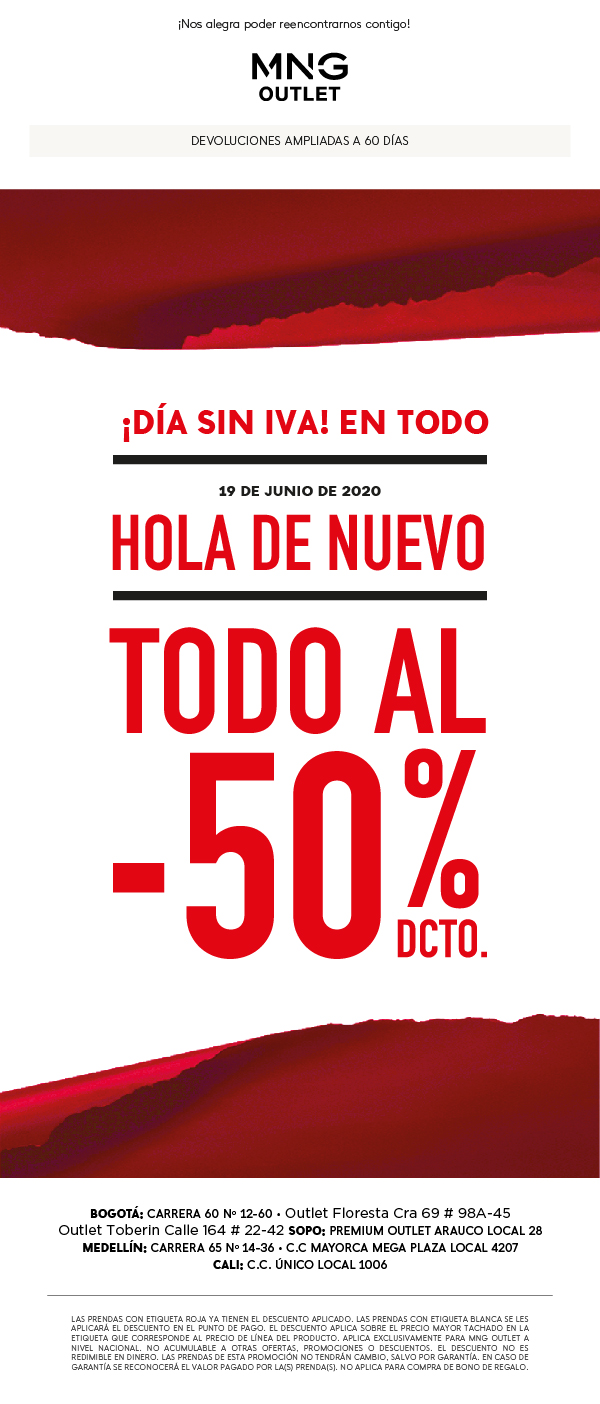 ¡Nos alegra poder reencontrarnos contigo!
MNG
OUTLET
DEVOLUCIONES AMPLIADAS A 60 DÍAS
¡DÍA SIN IVA! EN TODO
19 DE JUNIO DE 2020
HOLA DE NUEVO
TODO AL
-50%
DCTO.
BOGOTÁ: CARRERA 60 Nº 12-60 • Outlet Floresta Cra 69 # 98A-45
Outlet Toberin Calle 164 # 22-42 SOPO: PREMIUM OUTLET ARAUCO LOCAL 28
MEDELLÍN: CARRERA 65 Nº 14-36 • C.C MAYORCA MEGA PLAZA LOCAL 4207
CALI: C.C. ÚNICO LOCAL 1006
LAS PRENDAS CON ETIQUETA ROJA YA TIENEN EL DESCUENTO APLICADO. LAS PRENDAS CON ETIQUETA BLANCA SE LES
APLICARÁ EL DESCUENTO EN EL PUNTO DE PAGO. EL DESCUENTO APLICA SOBRE EL PRECIO MAYOR TACHADO EN LA
ETIQUETA QUE CORRESPONDE AL PRECIO DE LÍNEA DEL PRODUCTO. APLICA EXCLUSIVAMENTE PARA MNG OUTLET A
NIVEL NACIONAL. NO ACUMULABLE A OTRAS OFERTAS, PROMOCIONES O DESCUENTOS. EL DESCUENTO NO ES
REDIMIBLE EN DINERO. LAS PRENDAS DE ESTA PROMOCIÓN NO TENDRÁN CAMBIO, SALVO POR GARANTÍA. EN CASO DE
GARANTÍA SE RECONOCERÁ EL VALOR PAGADO POR LA(S) PRENDA(S). NO APLICA PARA COMPRA DE BONO DE REGALO.